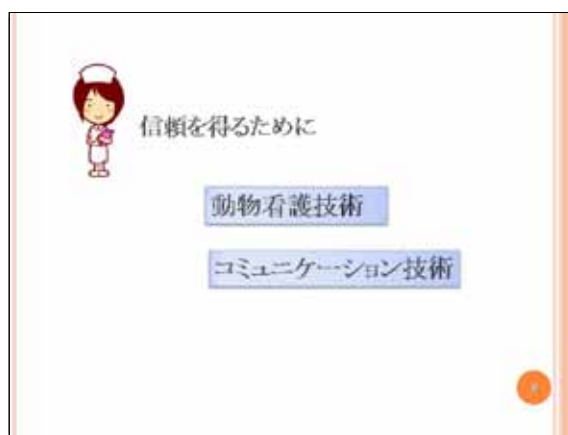 信頼を得るために
動物看護技術
コミュニケーション技術